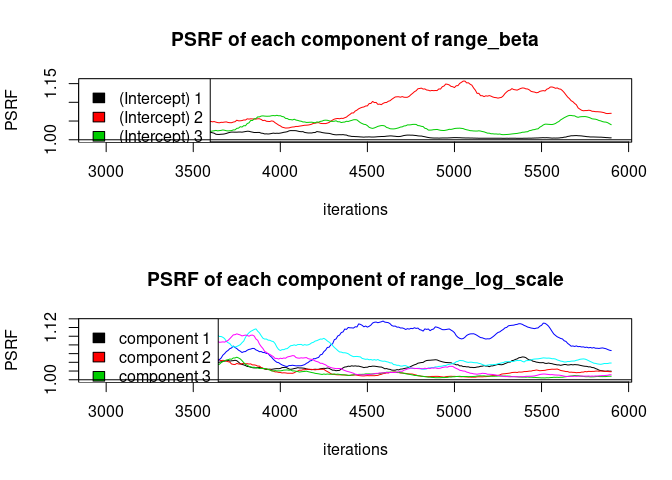 PSRF of each component of range_beta
PSRF
1.15
1.00
(Intercept) 1
(Intercept) 2
(Intercept) 3
3000 3500 4000 4500 5000 5500 6000
iterations
PSRF of each component of range_log_scale
PSRF
1.12
1.00
component 1
component 2
component 3
3000 3500 4000 4500 5000 5500 6000
iterations